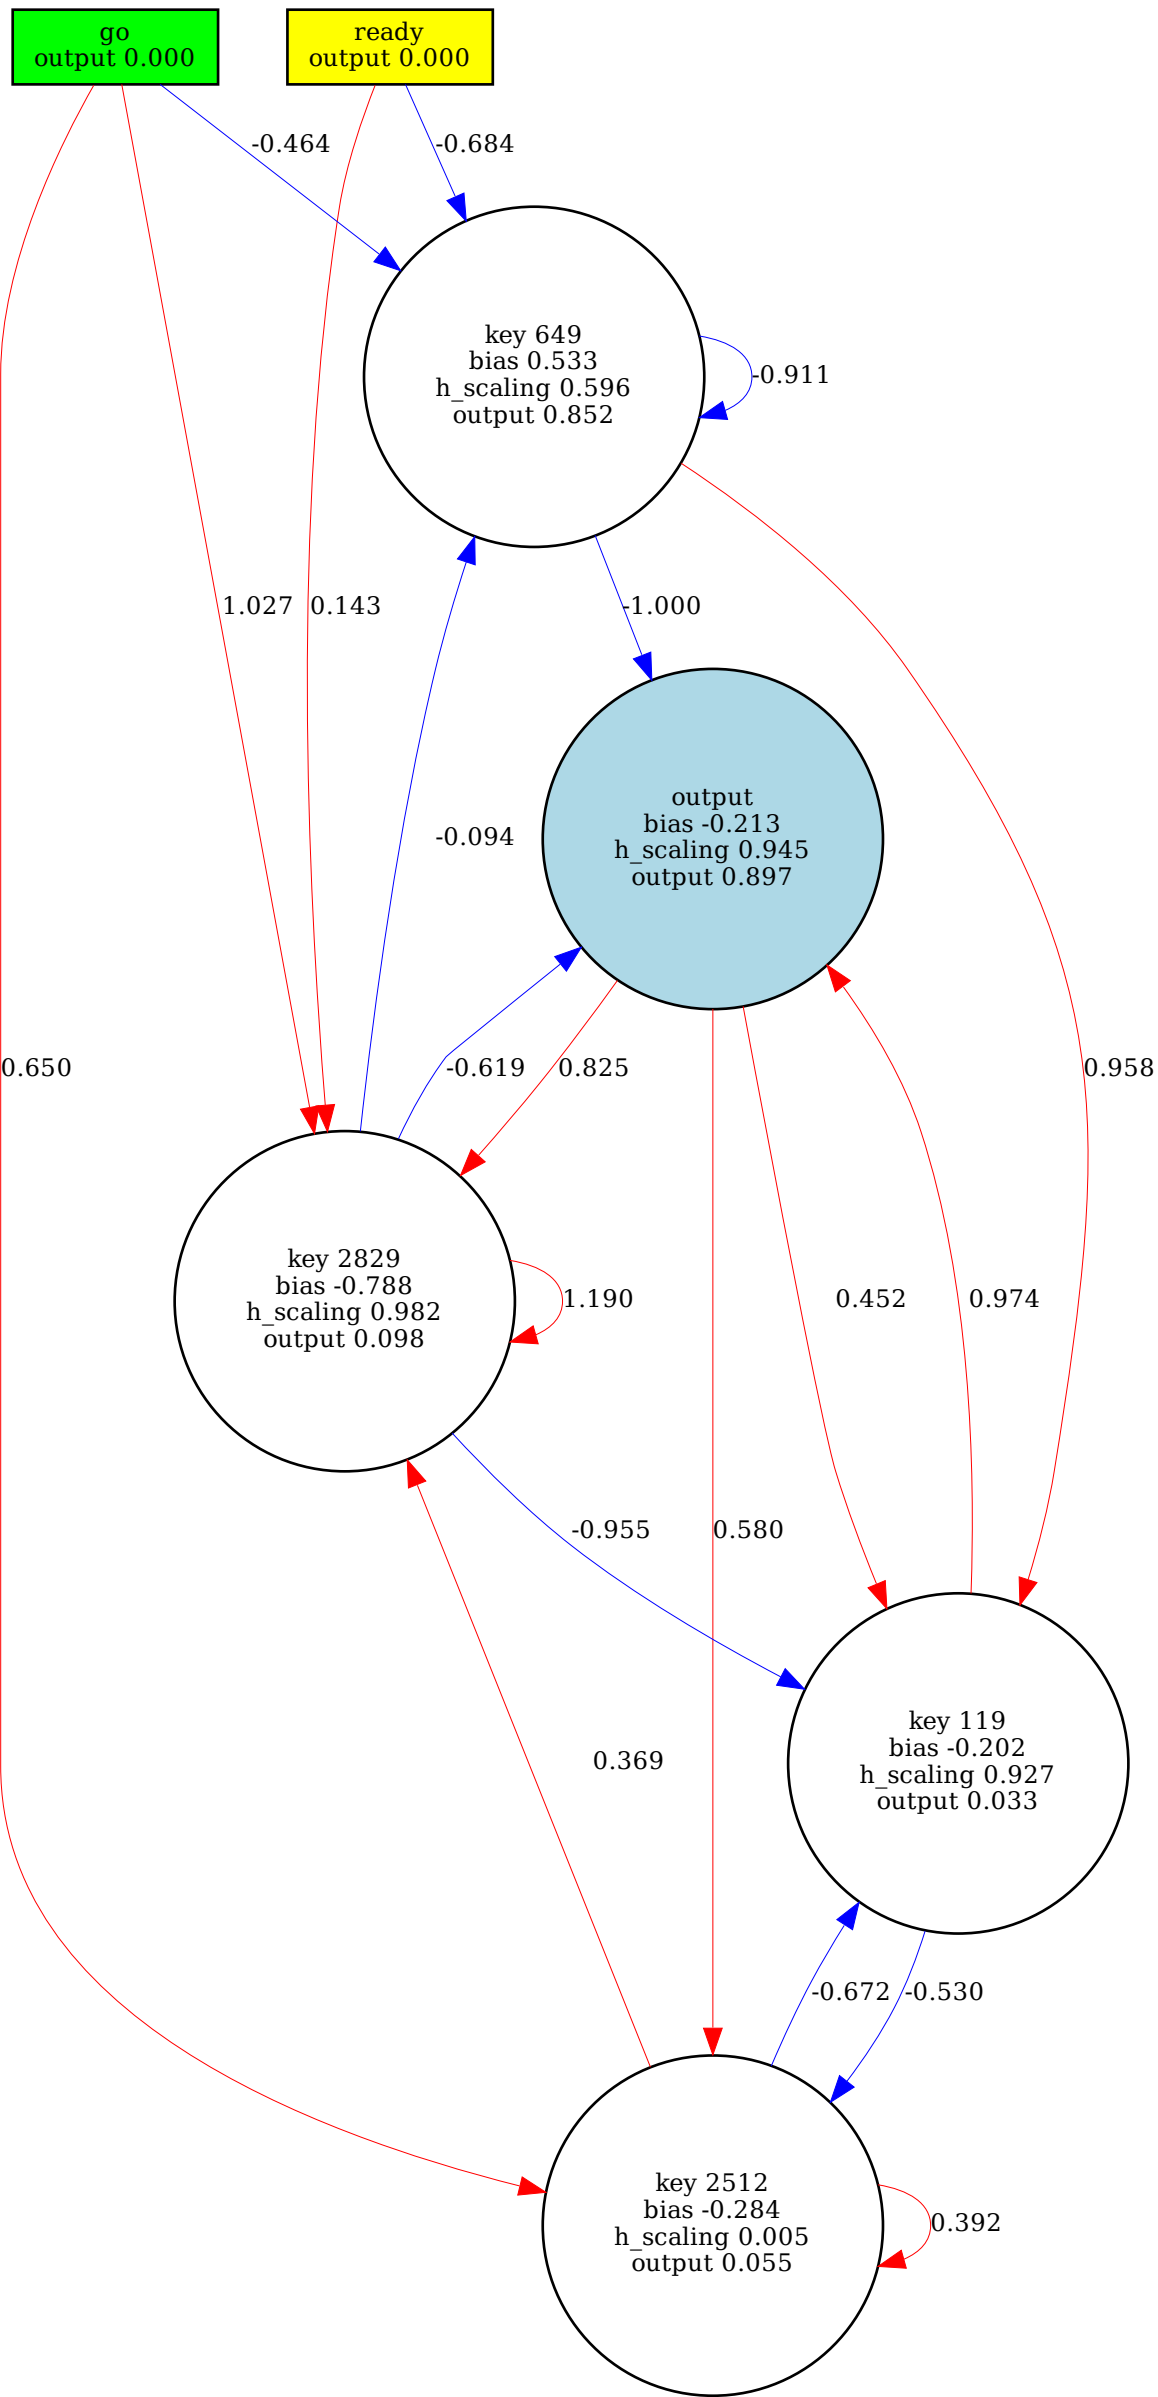 go
output 0.000
ready
output 0.000
-0.464
-0.684
key 649
bias 0.533
h_scaling 0.596
output 0.852
-0.911
1.027
0.143
-1.000
output
bias -0.213
h_scaling 0.945
output 0.897
-0.094
0.650
-0.619
0.825
0.958
key 2829
bias -0.788
h_scaling 0.982
output 0.098
1.190
0.452
0.974
-0.955
0.580
key 119
bias -0.202
h_scaling 0.927
output 0.033
0.369
-0.672
-0.530
key 2512
bias -0.284
h_scaling 0.005
output 0.055
0.392